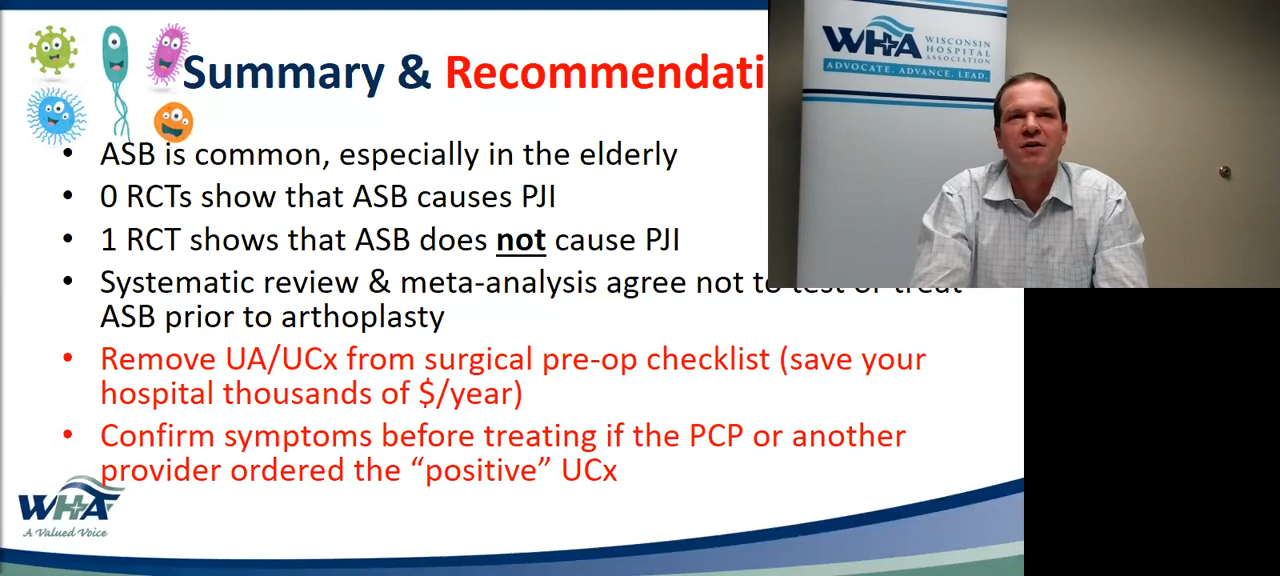 Summary & Recommendati
• ASB is common, especially in the elderly
• 0 RCTs show that ASB causes PJI
• 1 RCT shows that ASB does not cause PJI
• Systematic review & meta-analysis agree not to test or treat
ASB prior to arthoplasty
• Remove UA/UCx from surgical pre-op checklist (save your
hospital thousands of $/year)
• Confirm symptoms before treating if the PCP or another
provider ordered the “positive” UCx
WHA
A Valued Voice
WHA WISCONSIN
HOSPITAL
ASSOCIATION
ADVOCATE. ADVANCE. LEAD.